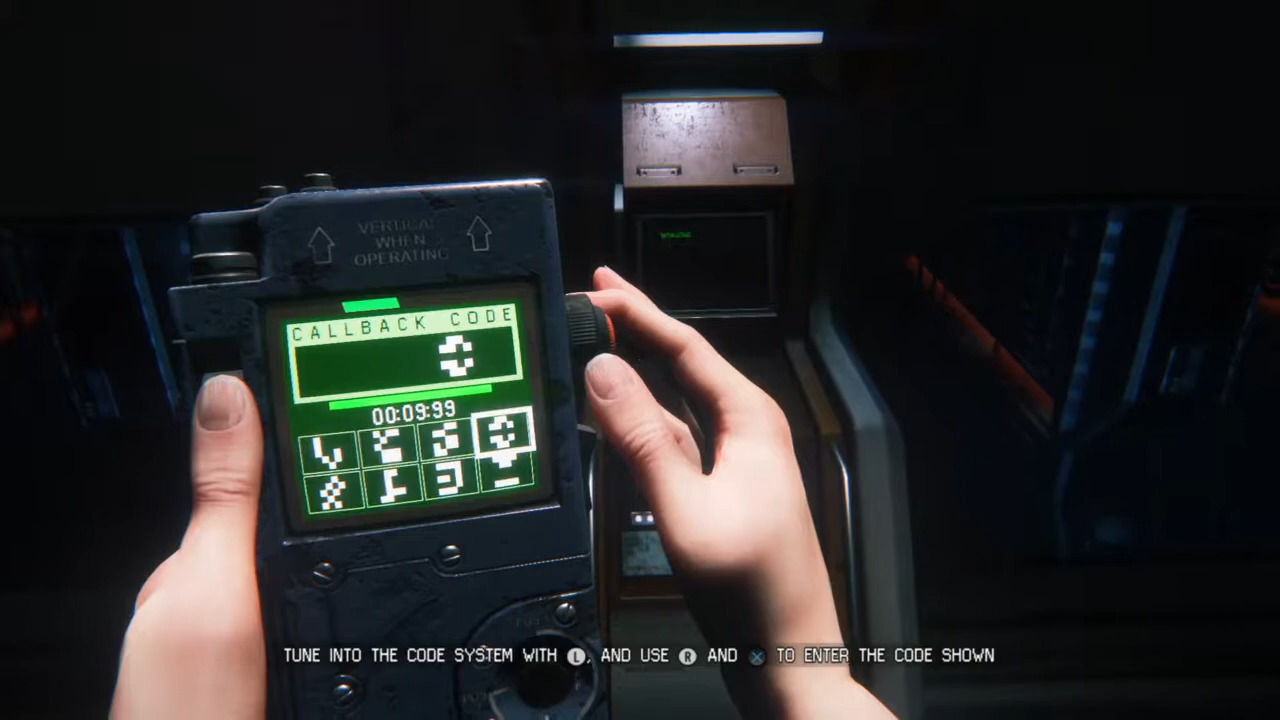 VERTICAL
WHEN
OPERATING
CALLBACK CODE
00:09:99
TUNE INTO THE CODE SYSTEM WITH L, AND USE R AND X TO ENTER THE CODE SHOWN